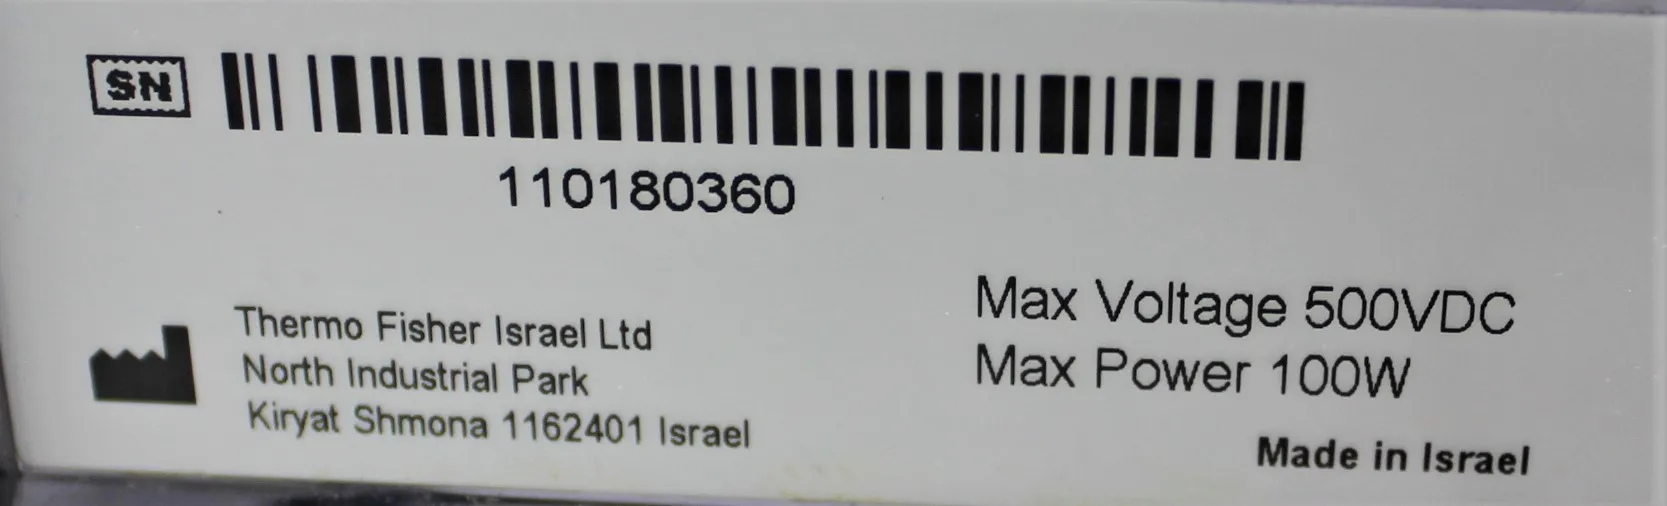 SN
110180360
Thermo Fisher Israel Ltd
North Industrial Park
Kiryat Shmona 1162401 Israel
Max Voltage 500VDC
Max Power 100W
Made in Israel